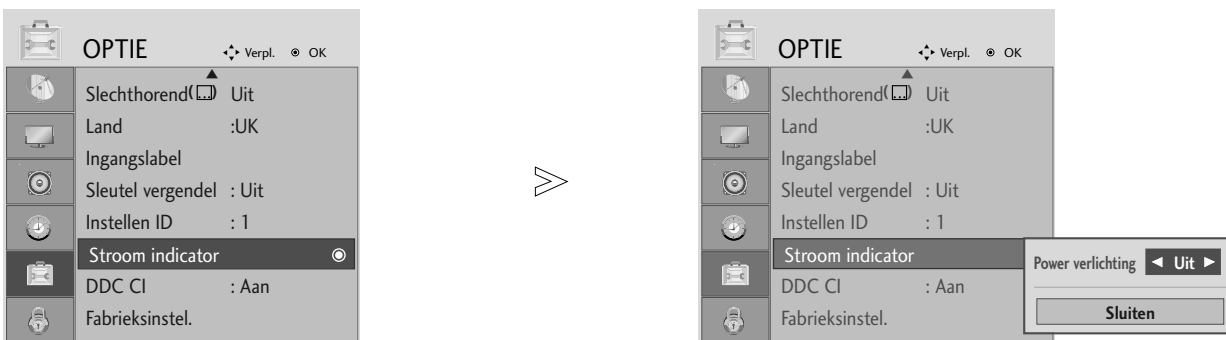 OPTIE Verpl. OK
Slechthorend Uit
Land :UK
Ingangslabel
Sleutel vergendel : Uit
Instellen ID : 1
Stroom indicator
DDC CI : Aan
Fabrieksinstel.
OPTIE Verpl. OK
Slechthorend Uit
Land :UK
Ingangslabel
Sleutel vergendel : Uit
Instellen ID : 1
Stroom indicator
DDC CI : Aan
Fabrieksinstel.
Power verlichting ◄ Uit ►
Sluiten